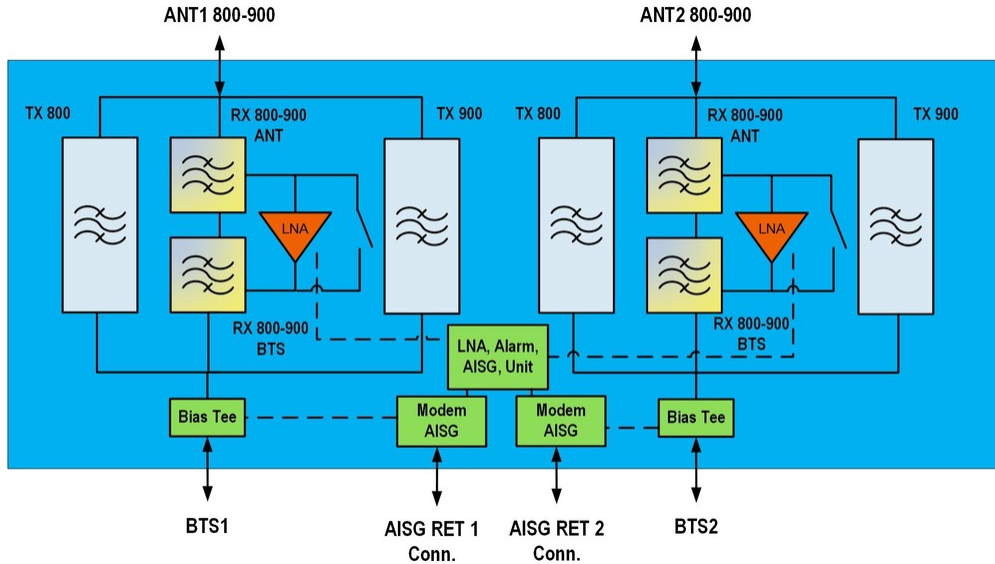 ANT1 800-900
ANT2 800-900
TX 800
RX 800-900
ANT
TX 900
TX 800
RX 800-900
ANT
TX 900
LNA
LNA
RX 800-900
BTS
RX 800-900
BTS
LNA, Alarm,
AISG, Unit
Bias Tee
Modem
AISG
Modem
AISG
Bias Tee
BTS1
AISG RET 1
Conn.
AISG RET 2
Conn.
BTS2